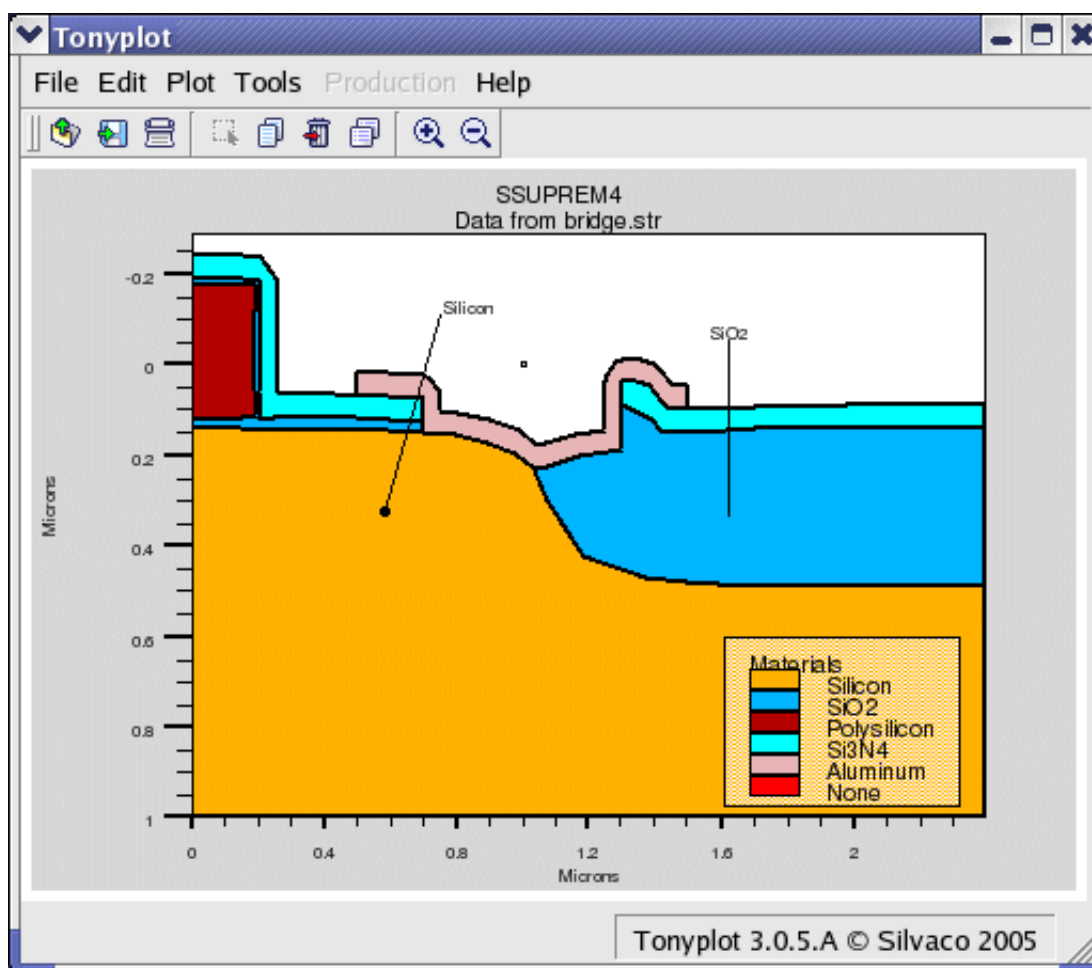 Tonyplot
File Edit Plot Tools Production Help
SSUPREM4
Data from bridge.str
-0.2
0
0.2
0.4
0.6
0.8
1
Microns
Silicon
SiO2
Materials
Silicon
SiO2
Polysilicon
Si3N4
Aluminum
None
0 0.4 0.8 1.2 1.6 2
Microns
Tonyplot 3.0.5.A © Silvaco 2005